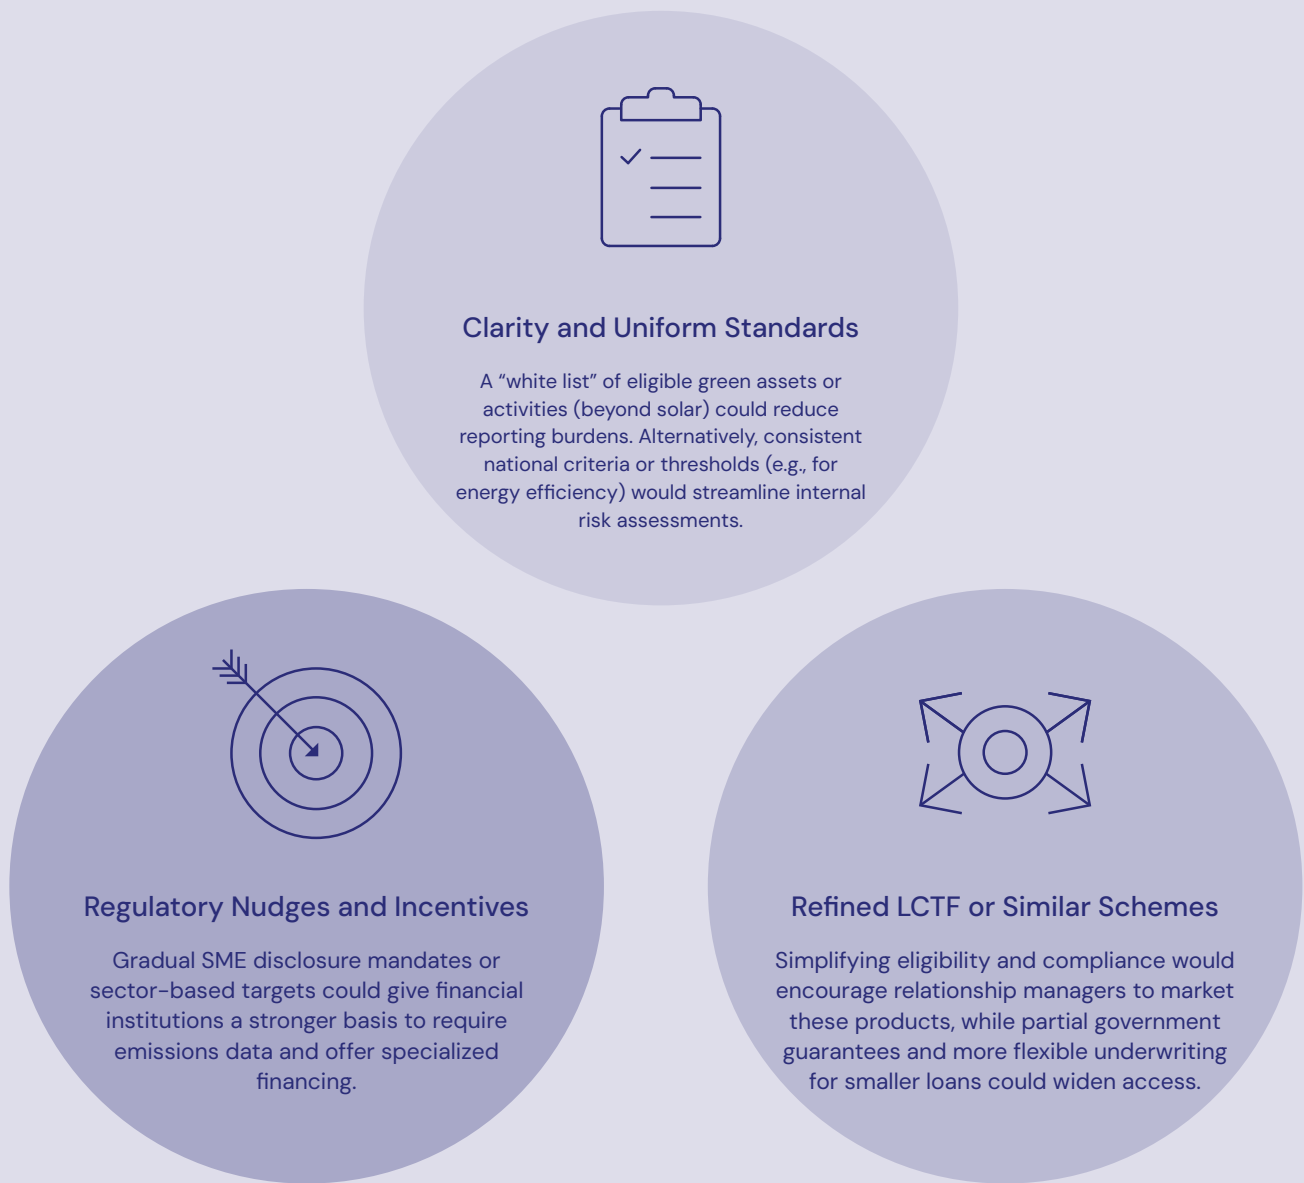 Clarity and Uniform Standards
A “white list” of eligible green assets or
activities (beyond solar) could reduce
reporting burdens. Alternatively, consistent
national criteria or thresholds (e.g., for
energy efficiency) would streamline internal
risk assessments.
Regulatory Nudges and Incentives
Gradual SME disclosure mandates or
sector-based targets could give financial
institutions a stronger basis to require
emissions data and offer specialized
financing.
Refined LCTF or Similar Schemes
Simplifying eligibility and compliance would
encourage relationship managers to market
these products, while partial government
guarantees and more flexible underwriting
for smaller loans could widen access.